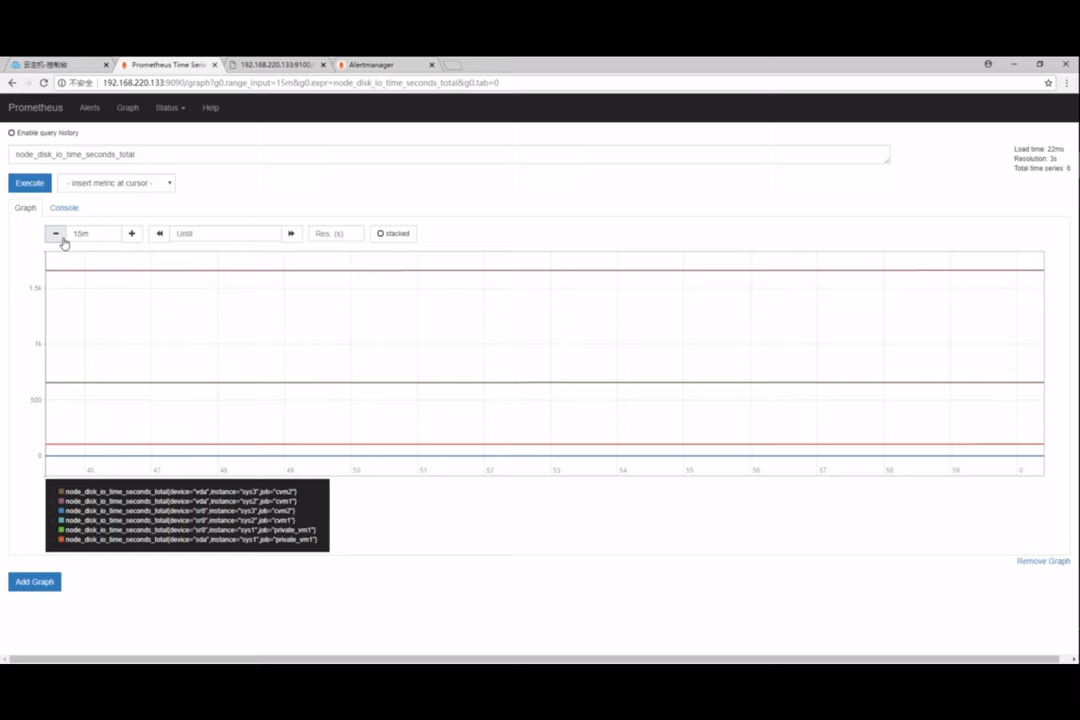 云主机-控制台
Prometheus Time Seri
192.168.220.133:9100/
Alertmanager
不安全 192.168.220.133:9090/graph?g0.range_input=15m&g0.expr=node_disk_io_time_seconds_total&g0.tab=0
Prometheus Alerts Graph Status Help
Enable query history
node_disk_io_time_seconds_total
Load time: 22ms
Resolution: 3s
Total time series: 6
Execute - insert metric at cursor -
Graph Console
15m Until Res. (s) stacked
1.5k
1k
500
0
46 47 48 49 50 51 52 53 54 55 56 57 58 59 0
node_disk_io_time_seconds_total{device="vda",instance="sys3",job="cvm2"}
node_disk_io_time_seconds_total{device="vda",instance="sys2",job="cvm1"}
node_disk_io_time_seconds_total{device="sr0",instance="sys3",job="cvm2"}
node_disk_io_time_seconds_total{device="sr0",instance="sys2",job="cvm1"}
node_disk_io_time_seconds_total{device="sr0",instance="sys1",job="private_vm1"}
node_disk_io_time_seconds_total{device="sda",instance="sys1",job="private_vm1"}
Remove Graph
Add Graph